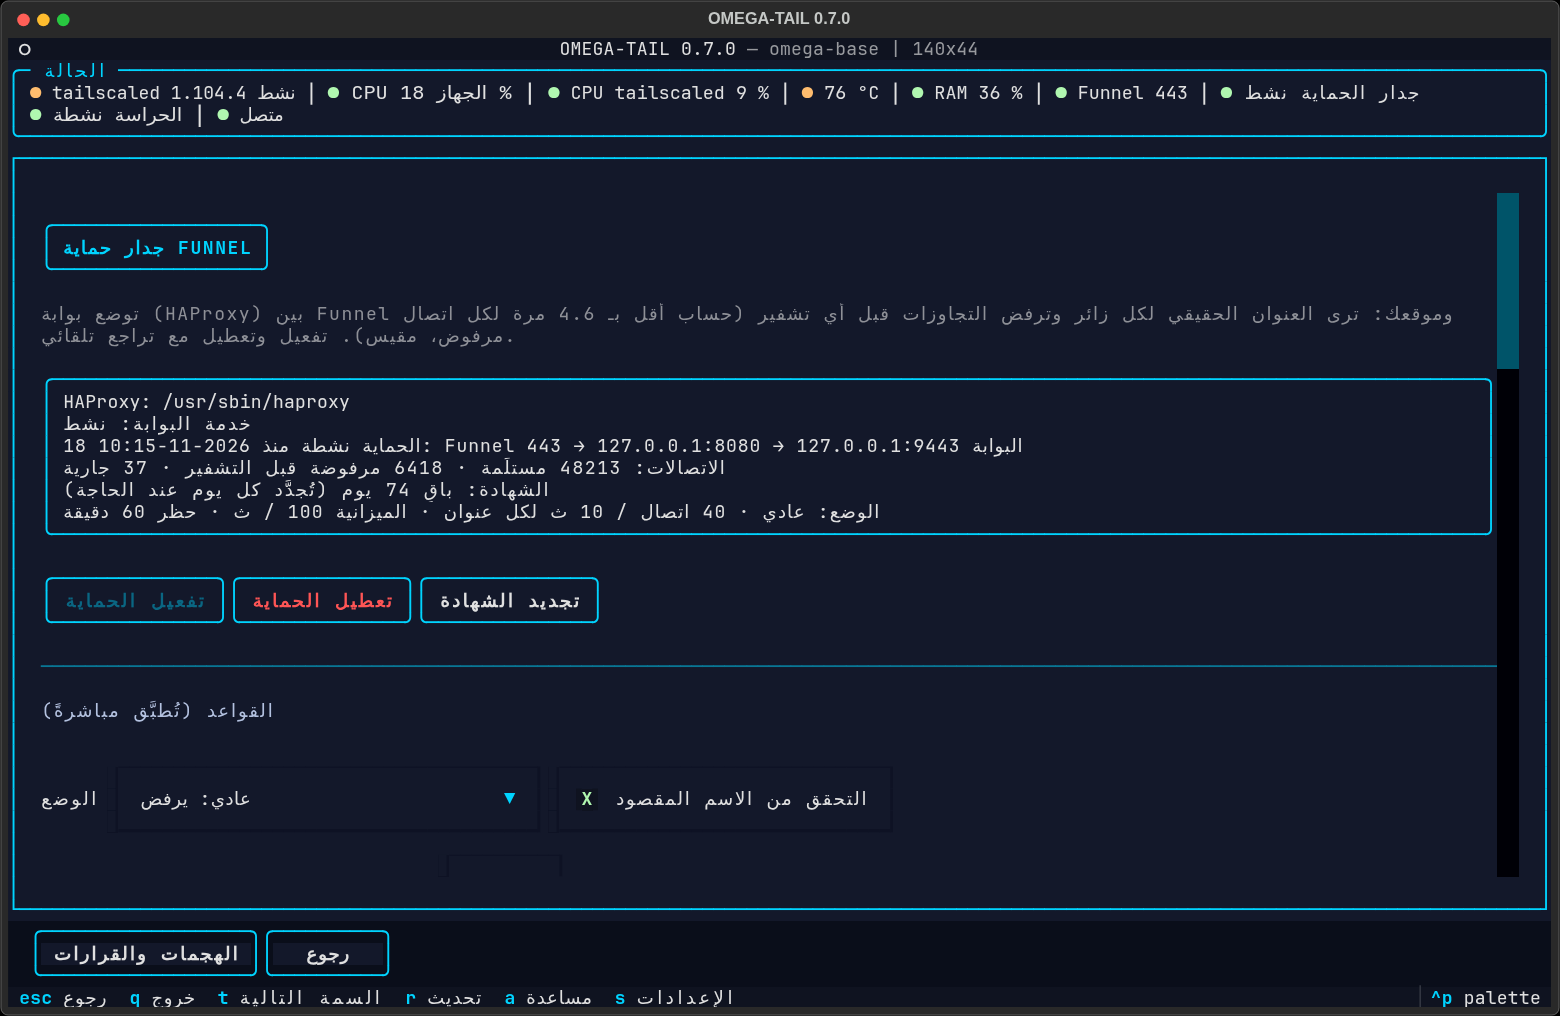 OMEGA-TAIL 0.7.0
OMEGA-TAIL 0.7.0 — omega-base | 140x44
الحالة
● tailscaled 1.104.4 نشط │ ● CPU الجهاز 18 % │ ● CPU tailscaled 9 % │ ● 76 °C │ ● RAM 36 % │ ● Funnel 443 │ ● جدار الحماية نشط
● الحراسة نشطة │ ● متصل
جدار حماية FUNNEL
توضع بوابة (HAProxy) بين Funnel وموقعك: ترى العنوان الحقيقي لكل زائر وترفض التجاوزات قبل أي تشفير (حساب أقل بـ 4.6 مرة لكل اتصال
مرفوض، مقيس). تفعيل وتعطيل مع تراجع تلقائي.
HAProxy: /usr/sbin/haproxy
خدمة البوابة: نشط
الحماية نشطة منذ 2026-11-18 10:15: Funnel 443 → 127.0.0.1:8080 → 127.0.0.1:9443 البوابة
الاتصالات: 48213 مستلَمة · 6418 مرفوضة قبل التشفير · 37 جارية
الشهادة: باقٍ 74 يوم (تُجدَّد كل يوم عند الحاجة)
الوضع: عادي · 40 اتصال / 10 ث لكل عنوان · الميزانية 100 / ث · حظر 60 دقيقة
تفعيل الحماية
تعطيل الحماية
تجديد الشهادة
القواعد (تُطبَّق مباشرةً)
الوضع عادي: يرفض ▼ X التحقق من الاسم المقصود
الهجمات والقرارات
رجوع
esc رجوع q خروج t السمة التالية r تحديث a مساعدة s الإعدادات ^p palette